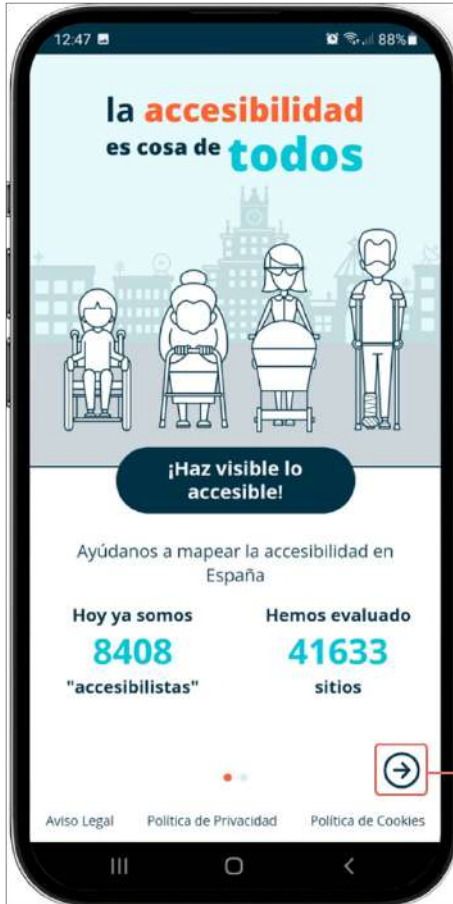 12:47 88%
la accesibilidad
es cosa de todos
¡Haz visible lo
accesible!
Ayúdanos a mapear la accesibilidad en
España
Hoy ya somos Hemos evaluado
8408 41633
"accesibilistas" sitios
Aviso Legal Política de Privacidad Política de Cookies